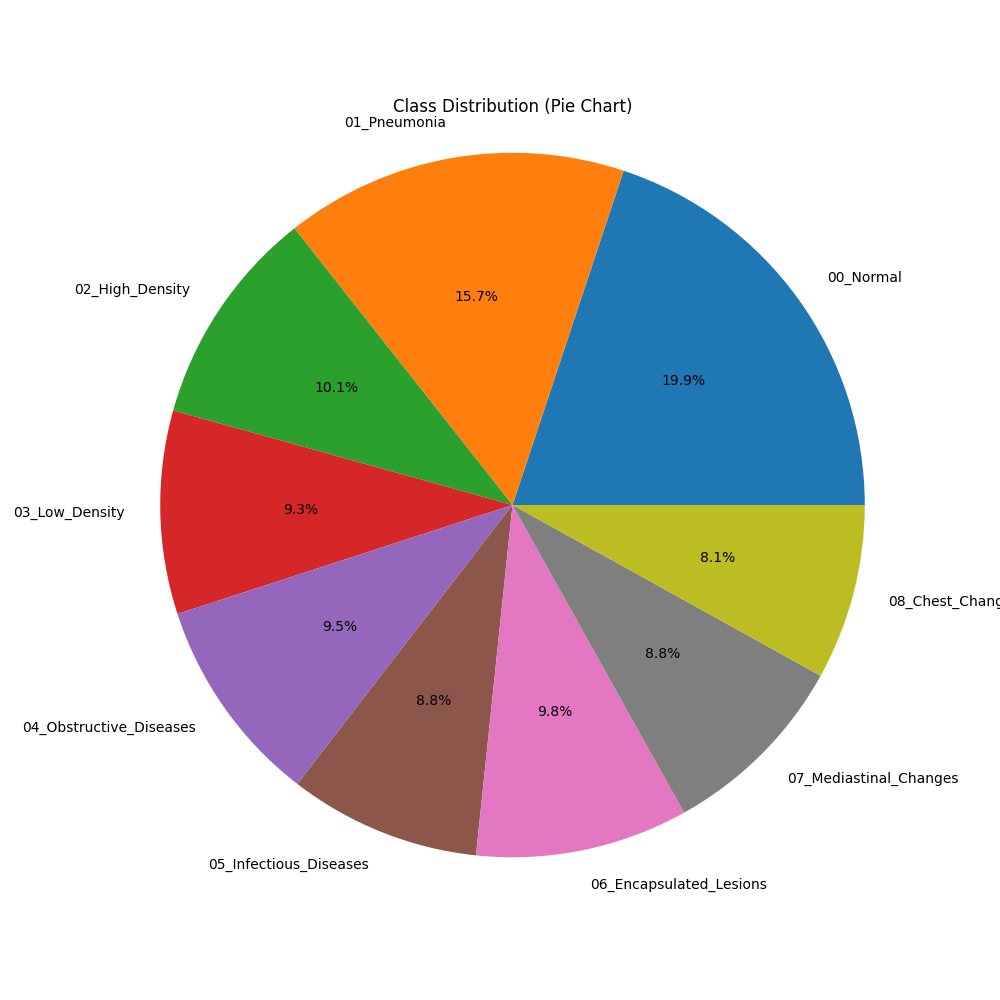 Class Distribution (Pie Chart)
01_Pneumonia
00_Normal
02_High_Density
15.7%
19.9%
10.1%
03_Low_Density
9.3%
8.1%
08_Chest_Chang
9.5%
8.8%
8.8%
9.8%
04_Obstructive_Diseases
07_Mediastinal_Changes
05_Infectious_Diseases
06_Encapsulated_Lesions